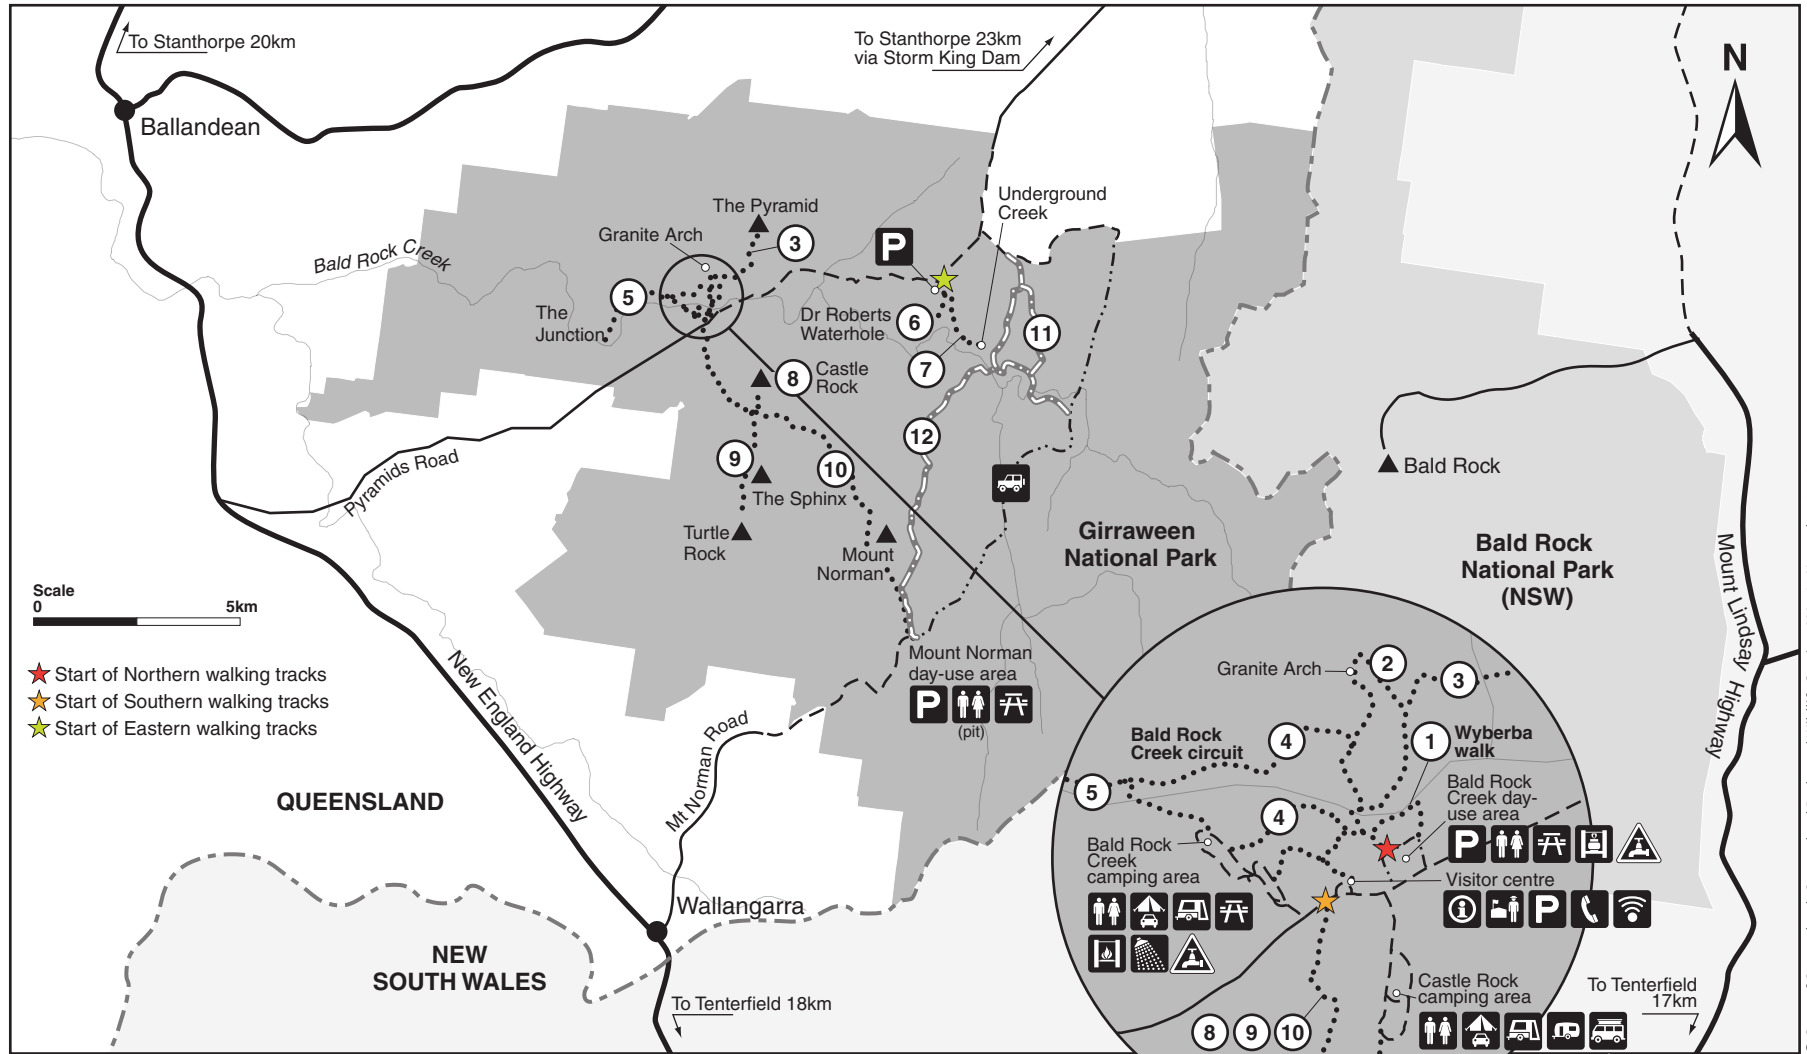 To Stanthorpe 20km
To Stanthorpe 23km
via Storm King Dam
N
Ballandean
Underground
Creek
The Pyramid
Granite Arch
3
P
Bald Rock Creek
5
The
Junction
Dr Roberts
Waterhole
6
11
7
8
Castle
Rock
12
9
10
Bald Rock
Pyramids Road
The Sphinx
Turtle
Rock
Mount
Norman
Girraween
National Park
Bald Rock
National Park
(NSW)
Mount Lindsay Highway
Scale
0 5km
Start of Northern walking tracks
Start of Southern walking tracks
Start of Eastern walking tracks
New England Highway
Mount Norman
day-use area
P
(pit)
Mt Norman Road
QUEENSLAND
Wallangarra
NEW
SOUTH WALES
To Tenterfield 18km
Granite Arch
2
3
Bald Rock
Creek circuit
4
1
Wyberba
walk
5
4
Bald Rock
Creek day-
use area
P
Bald Rock
Creek
camping area
Visitor centre
i
P
Castle Rock
camping area
8
9
10
To Tenterfield
17km